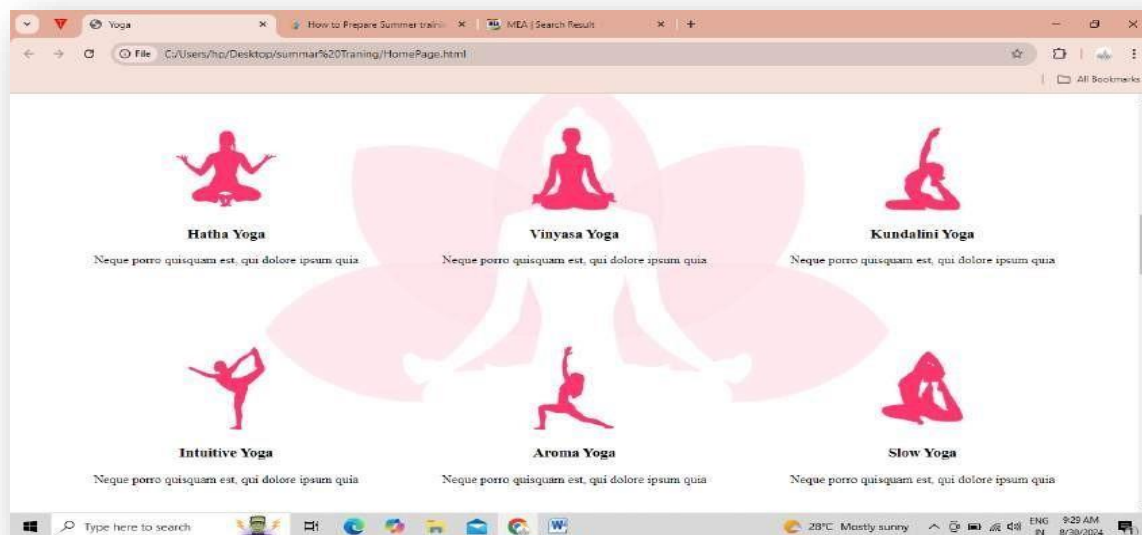 Yoga
How to Prepare Summer traini
MEA | Search Result
File C:/Users/hp/Desktop/summar%20Traning/HomePage.html
All Bookmarks
Hatha Yoga Vinyasa Yoga Kundalini Yoga
Neque porro quisquam est, qui dolore ipsum quia Neque porro quisquam est, qui dolore ipsum quia Neque porro quisquam est, qui dolore ipsum quia
Intuitive Yoga Aroma Yoga Slow Yoga
Neque porro quisquam est, qui dolore ipsum quia Neque porro quisquam est, qui dolore ipsum quia Neque porro quisquam est, qui dolore ipsum quia
Type here to search 28°C Mostly sunny ENG 9:29 AM
IN 8/30/2024